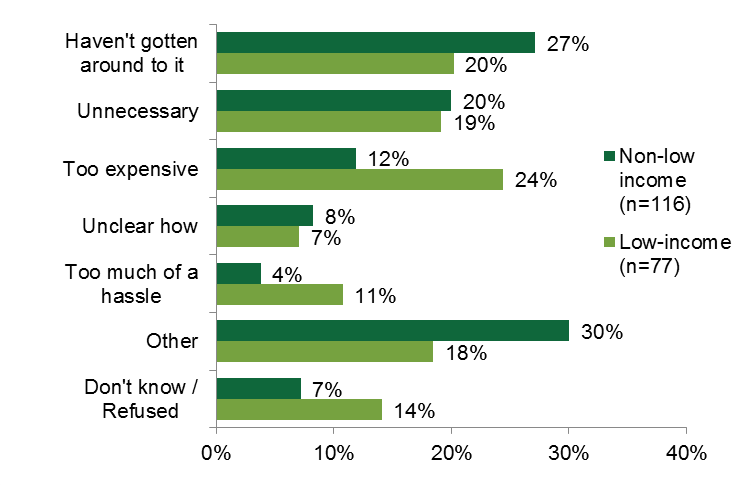 Haven't gotten
around to it
27%
20%
Unnecessary
20%
19%
Too expensive
12%
24%
Unclear how
8%
7%
Too much of a
hassle
4%
11%
Other
30%
18%
Don't know /
Refused
7%
14%
0%
10%
20%
30%
40%
Non-low
income
(n=116)
Low-income
(n=77)